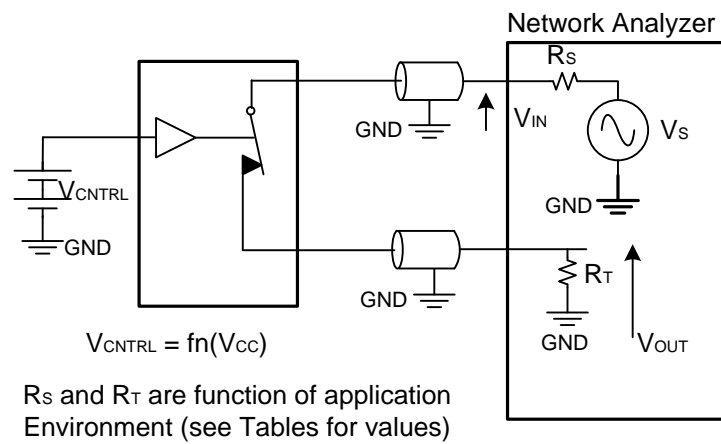 Network Analyzer
RS
GND
VIN
VS
VCNTRL
GND
GND
GND
RT
GND
VOUT
VCNTRL = fn(VCC)
RS and RT are function of application
Environment (see Tables for values)